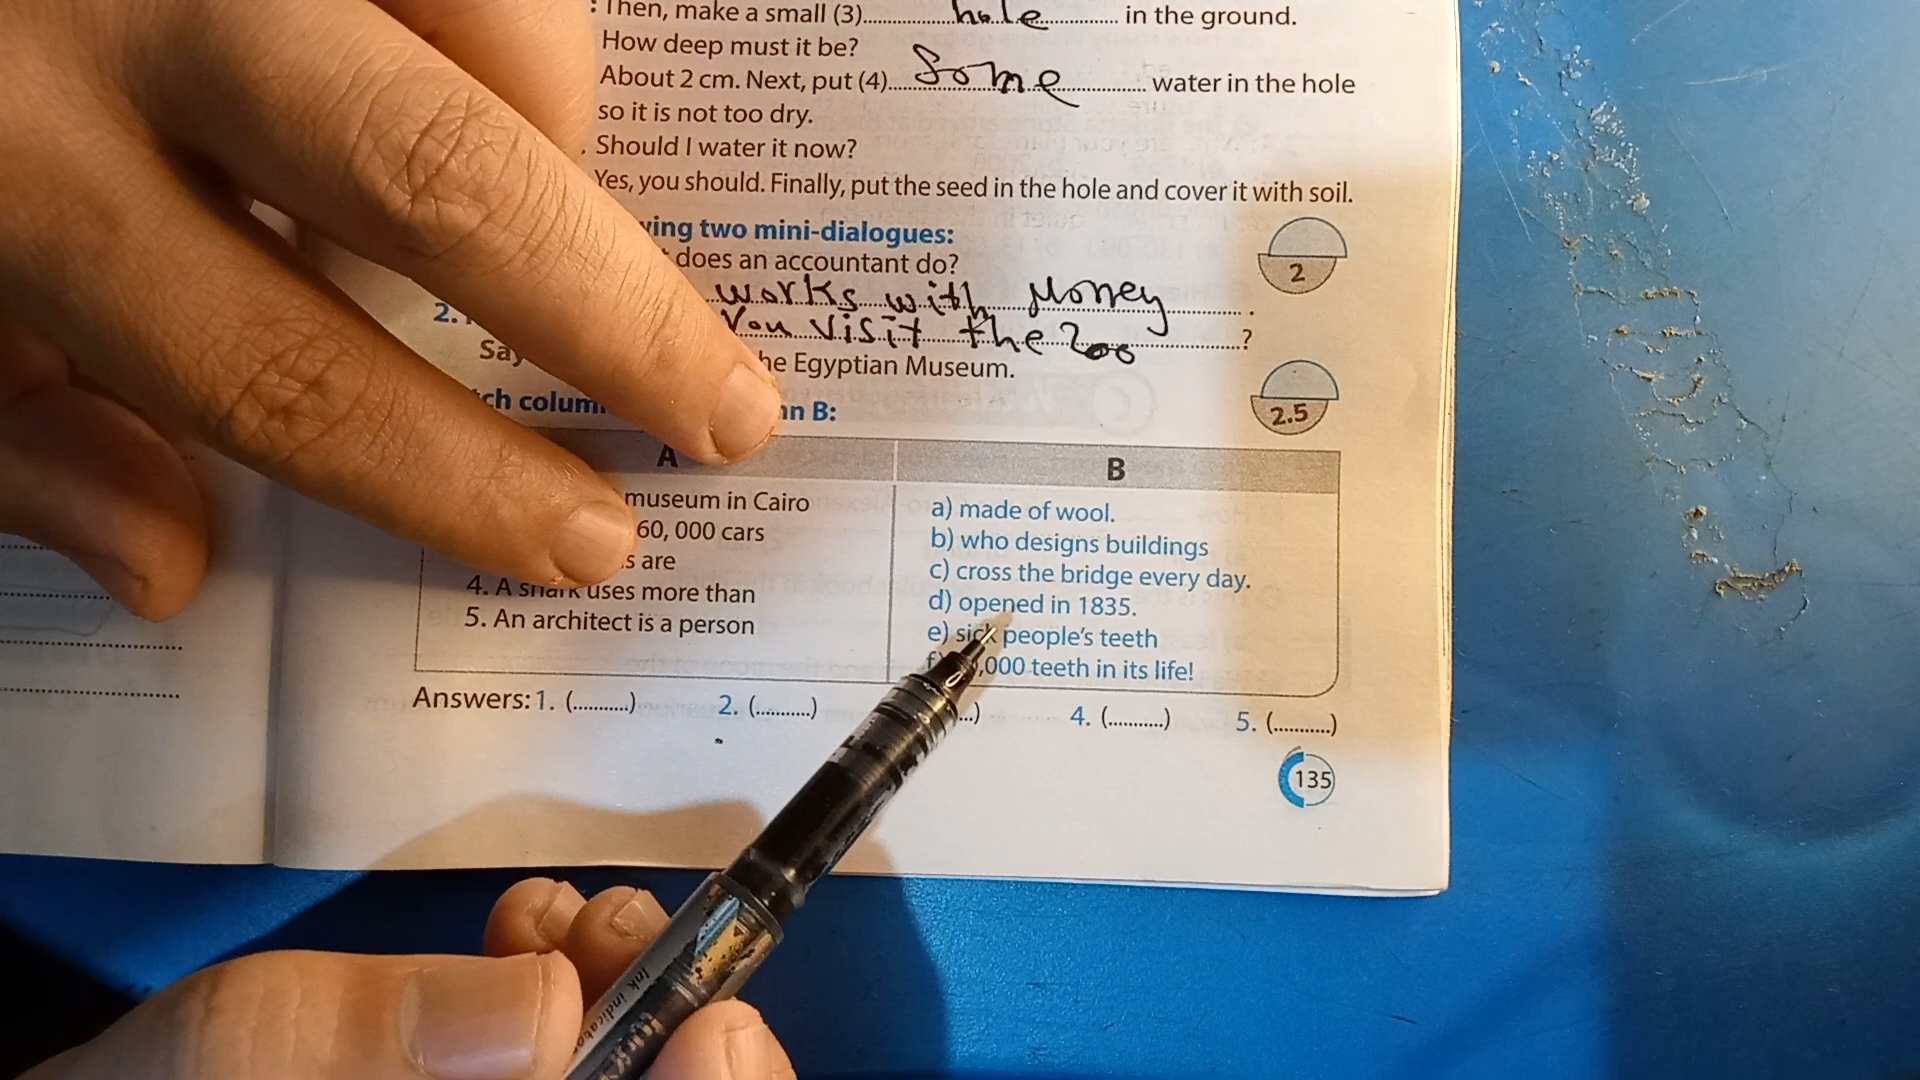 : Then, make a small (3)..........hole.......... in the ground.
How deep must it be?
About 2 cm. Next, put (4)..........Some.......... water in the hole
so it is not too dry.
. Should I water it now?
Yes, you should. Finally, put the seed in the hole and cover it with soil.
two mini-dialogues:
does an accountant do?
2
works with Money .
2.
You visit the zoo ?
Say he Egyptian Museum.
B:
2.5
A B
museum in Cairo
60, 000 cars
are
4. A shark uses more than
5. An architect is a person
a) made of wool.
b) who designs buildings
c) cross the bridge every day.
d) opened in 1835.
e) sick people's teeth
,000 teeth in its life!
Answers: 1. (..........) 2. (..........) ...) 4. (..........) 5. (..........)
135